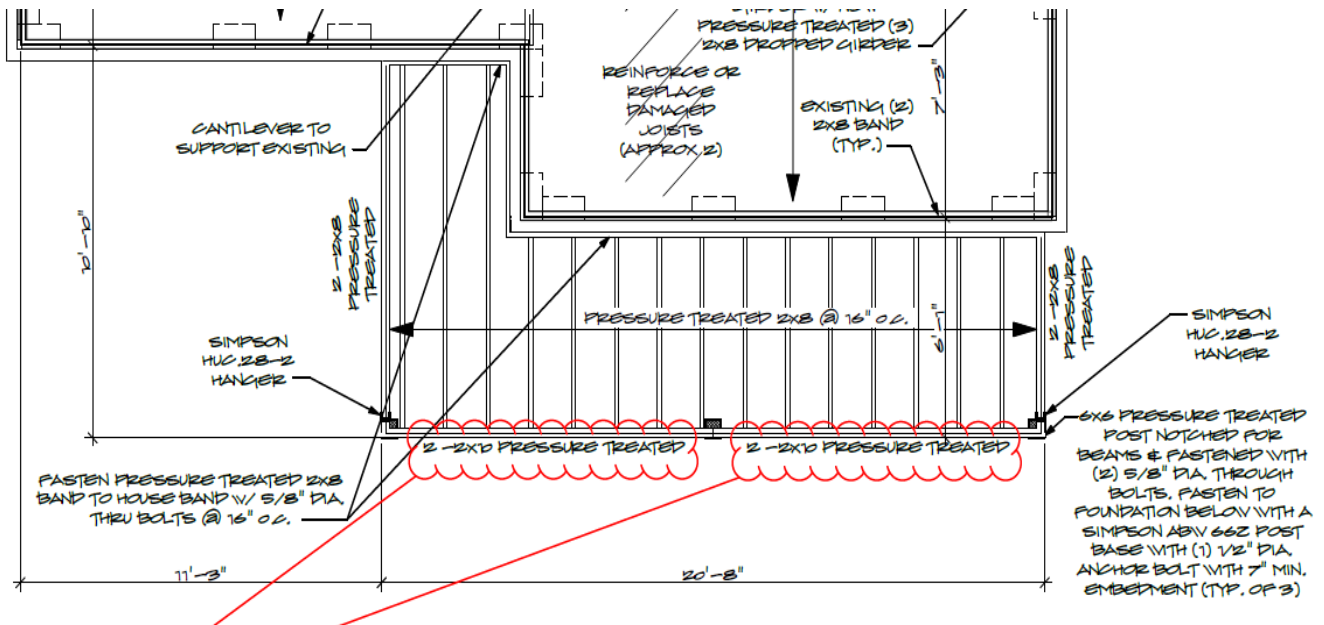 PRESSURE TREATED (3)
2X8 DROPPED GIRDER
REINFORCE OR
REPLACE
DAMAGED
JOISTS
(APPROX. 2)
7'-3"
EXISTING (2)
2X8 BAND
(TYP.)
CANTILEVER TO
SUPPORT EXISTING
10'-10"
2 -2X8
PRESSURE
TREATED
2 -2X8
PRESSURE
TREATED
PRESSURE TREATED 2X8 @ 16" O.C.
6'-1"
SIMPSON
HUC 28-2
HANGER
SIMPSON
HUC 28-2
HANGER
2 -2X10 PRESSURE TREATED
2 -2X10 PRESSURE TREATED
6X6 PRESSURE TREATED
POST NOTCHED FOR
BEAMS & FASTENED WITH
(2) 5/8" DIA. THROUGH
BOLTS. FASTEN TO
FOUNDATION BELOW WITH A
SIMPSON ABW 66Z POST
BASE WITH (1) 1/2" DIA.
ANCHOR BOLT WITH 7" MIN.
EMBEDMENT (TYP. OF 3)
FASTEN PRESSURE TREATED 2X8
BAND TO HOUSE BAND W/ 5/8" DIA.
THRU BOLTS @ 16" O.C.
11'-3"
20'-8"